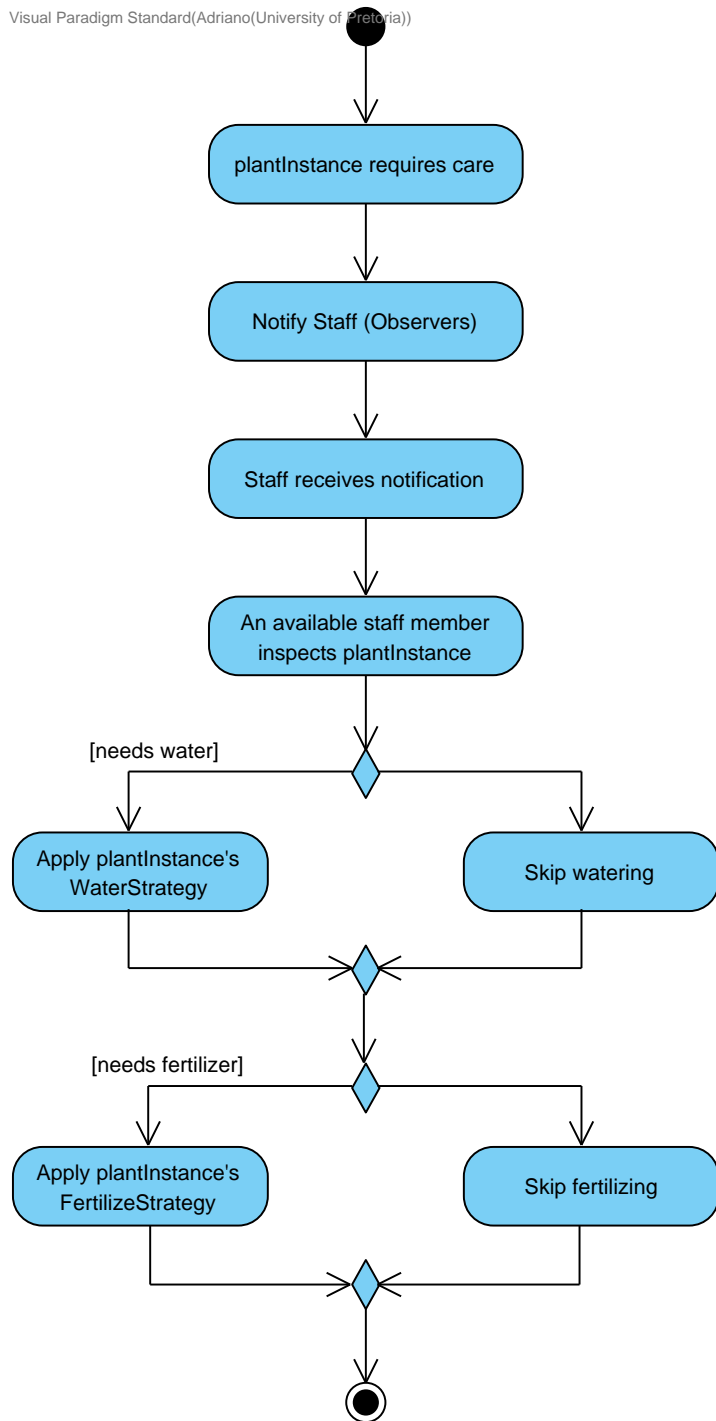 Visual Paradigm Standard(Adriano(University of Pretoria))
plantInstance requires care
Notify Staff (Observers)
Staff receives notification
An available staff member
inspects plantInstance
[needs water]
Apply plantInstance's
WaterStrategy
Skip watering
[needs fertilizer]
Apply plantInstance's
FertilizeStrategy
Skip fertilizing